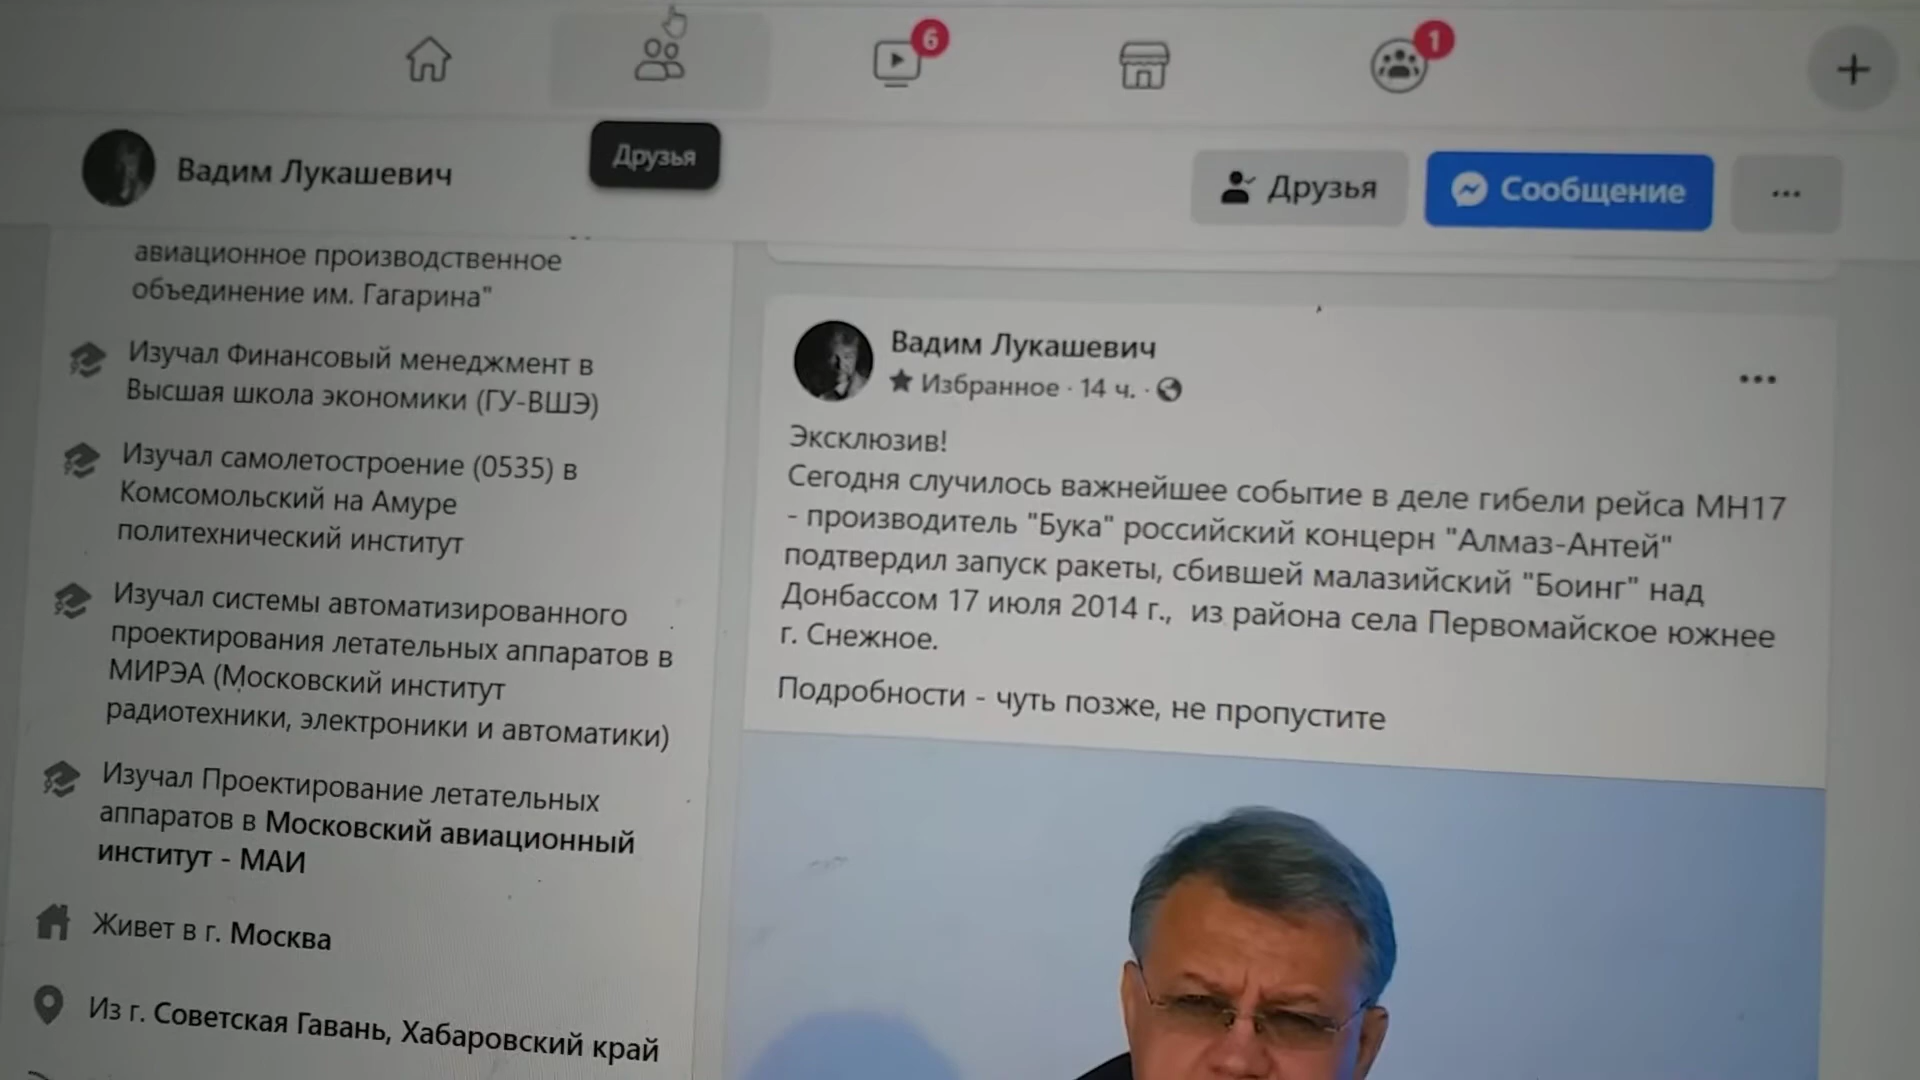 6
1
Друзья
Вадим Лукашевич
Друзья
Сообщение
авиационное производственное
объединение им. Гагарина"
Изучал Финансовый менеджмент в
Высшая школа экономики (ГУ-ВШЭ)
Изучал самолетостроение (0535) в
Комсомольский на Амуре
политехнический институт
Изучал системы автоматизированного
проектирования летательных аппаратов в
МИРЭА (Московский институт
радиотехники, электроники и автоматики)
Изучал Проектирование летательных
аппаратов в Московский авиационный
институт - МАИ
Живет в г. Москва
Из г. Советская Гавань, Хабаровский край
Вадим Лукашевич
Избранное · 14 ч. ·
Эксклюзив!
Сегодня случилось важнейшее событие в деле гибели рейса МН17
- производитель "Бука" российский концерн "Алмаз-Антей"
подтвердил запуск ракеты, сбившей малазийский "Боинг" над
Донбассом 17 июля 2014 г., из района села Первомайское южнее
г. Снежное.
Подробности - чуть позже, не пропустите